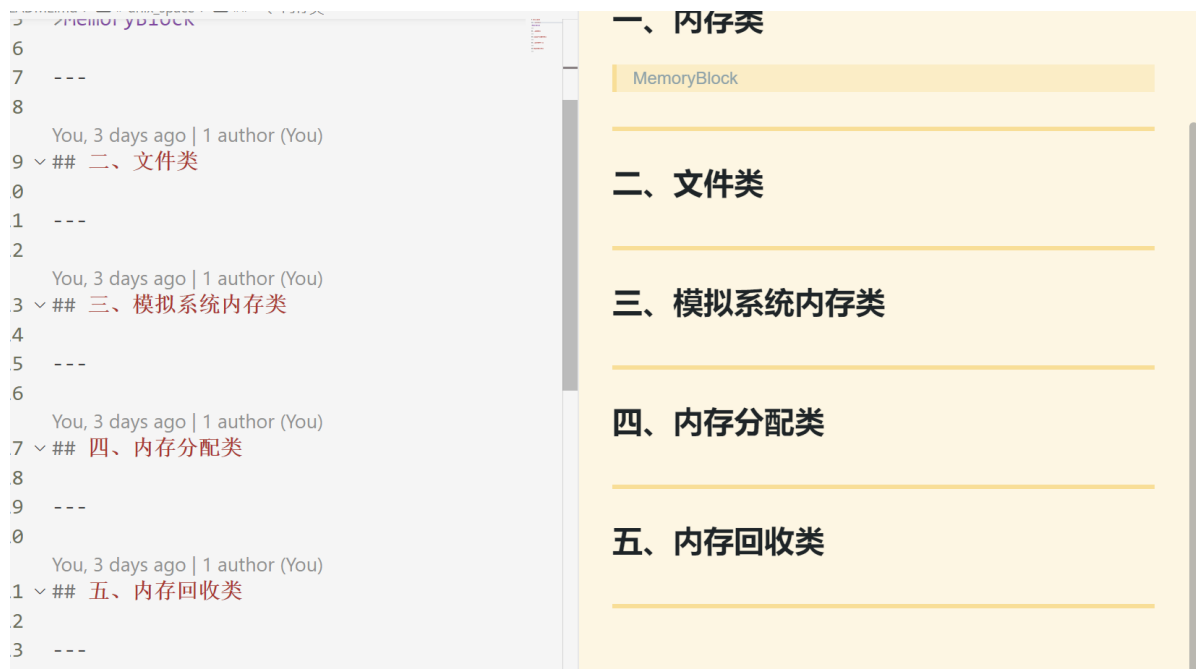 >MemoryBlock
6
7 ---
8
You, 3 days ago | 1 author (You)
9 ## 二、文件类
0
1 ---
2
You, 3 days ago | 1 author (You)
3 ## 三、模拟系统内存类
4
5 ---
6
You, 3 days ago | 1 author (You)
7 ## 四、内存分配类
8
9 ---
0
You, 3 days ago | 1 author (You)
1 ## 五、内存回收类
2
3 ---
一、内存类
MemoryBlock
二、文件类
三、模拟系统内存类
四、内存分配类
五、内存回收类